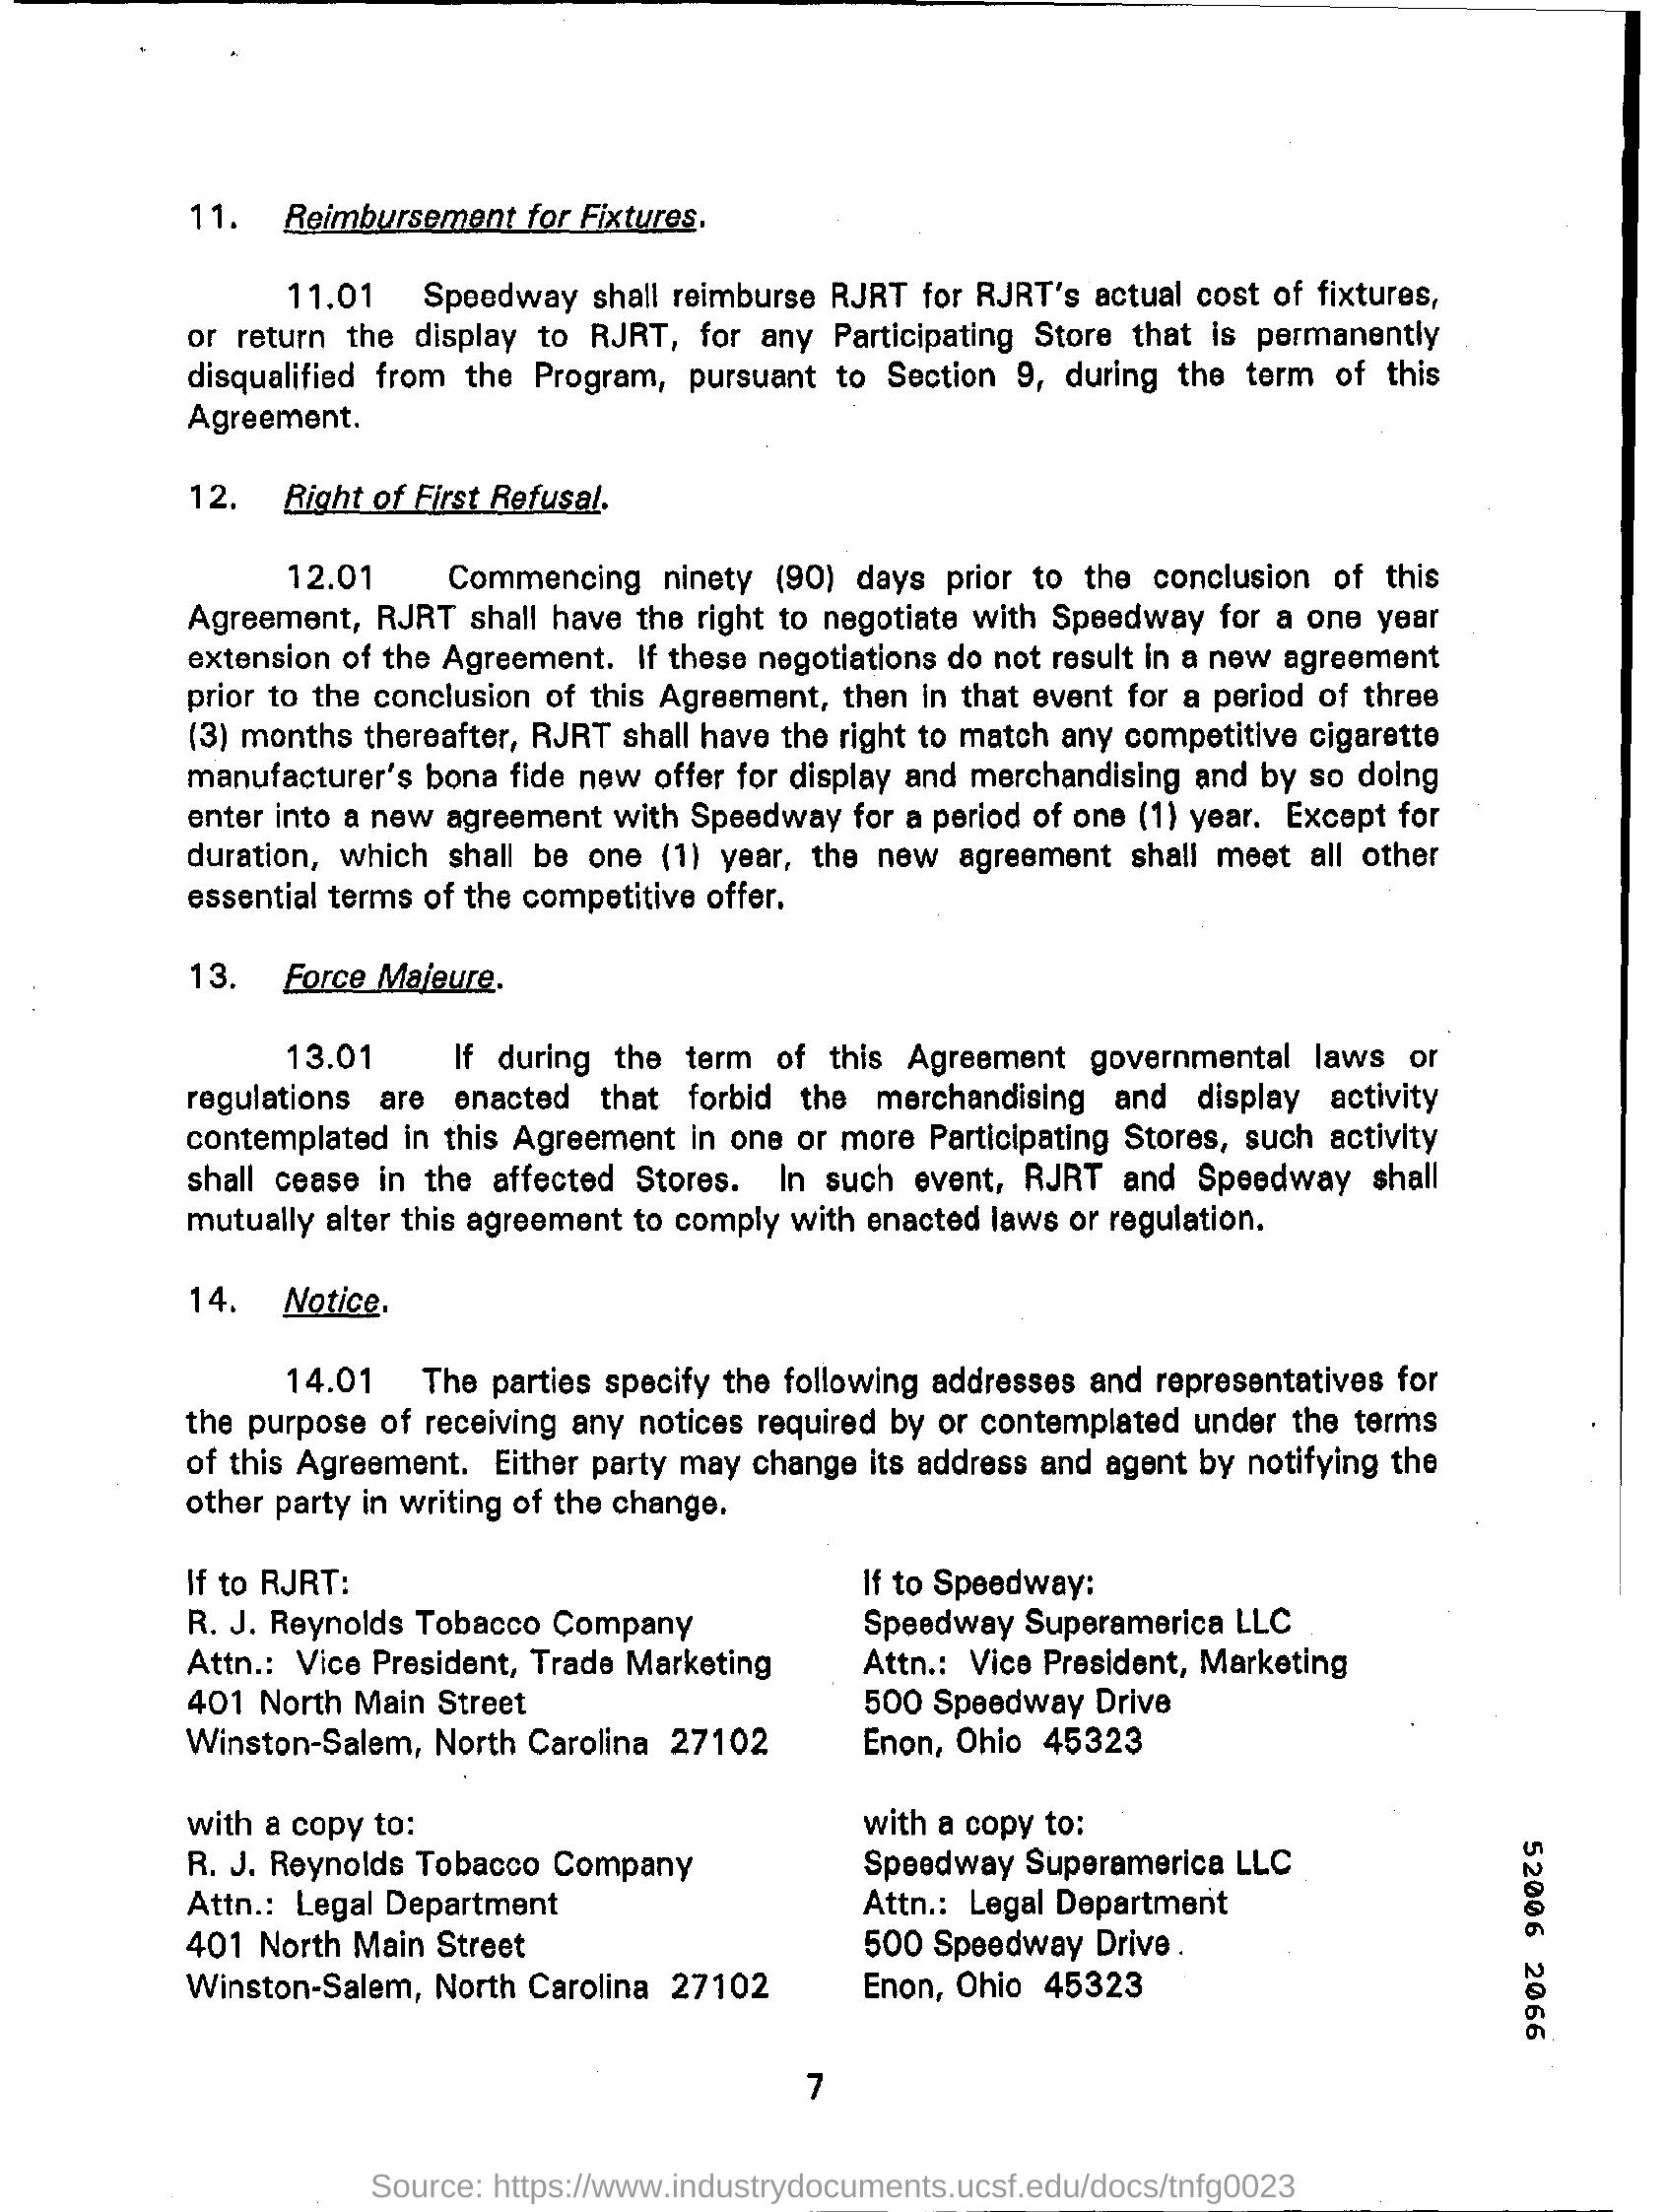 11. Reimbursement for Fixtures.
11.01 Speedway shall reimburse RJRT for RJRT's actual cost of fixtures,
or return the display to RJRT, for any Participating Store that is permanently
disqualified from the Program, pursuant to Section 9, during the term of this
Agreement.
12. Right of First Refusal.
12.01 Commencing ninety (90) days prior to the conclusion of this
Agreement, RJRT shall have the right to negotiate with Speedway for a one year
extension of the Agreement. If these negotiations do not result in a new agreement
prior to the conclusion of this Agreement, then in that event for a period of three
(3) months thereafter, RJRT shall have the right to match any competitive cigarette
manufacturer's bona fide new offer for display and merchandising and by so doing
enter into a new agreement with Speedway for a period of one (1) year. Except for
duration, which shall be one (1) year, the new agreement shall meet all other
essential terms of the competitive offer.
13. Force Majeure.
13.01 If during the term of this Agreement governmental laws or
regulations are enacted that forbid the merchandising and display activity
contemplated in this Agreement in one or more Participating Stores, such activity
shall cease in the affected Stores. In such event, RJRT and Speedway shall
mutually alter this agreement to comply with enacted laws or regulation.
14. Notice.
14.01 The parties specify the following addresses and representatives for
the purpose of receiving any notices required by or contemplated under the terms
of this Agreement. Either party may change its address and agent by notifying the
other party in writing of the change.
If to RJRT:
R. J. Reynolds Tobacco Company
Attn.: Vice President, Trade Marketing
401 North Main Street
Winston-Salem, North Carolina 27102
with a copy to:
R. J. Reynolds Tobacco Company
Attn.: Legal Department
401 North Main Street
Winston-Salem, North Carolina 27102
If to Speedway:
Speedway Superamerica LLC
Attn.: Vice President, Marketing
500 Speedway Drive
Enon, Ohio 45323
with a copy to:
Speedway Superamerica LLC
Attn.: Legal Department
500 Speedway Drive
Enon, Ohio 45323
52006 2066
7
Source: https://www.industrydocuments.ucsf.edu/docs/tnfg0023